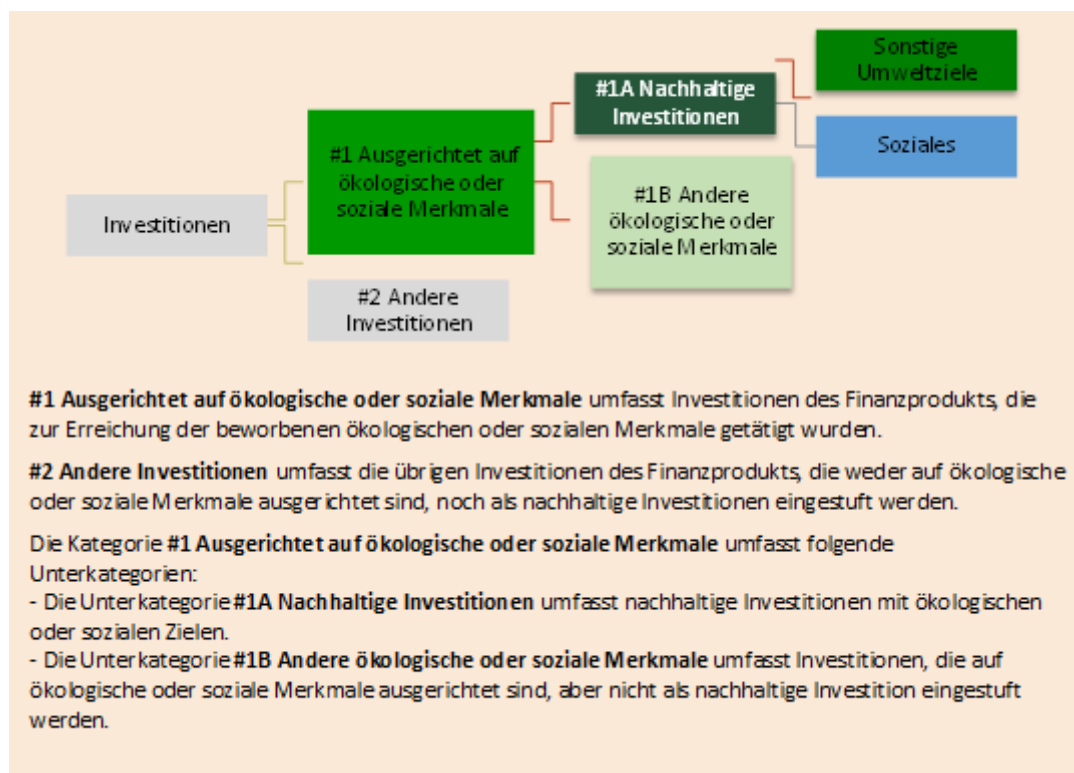 Sonstige
Umweltziele
#1A Nachhaltige
Investitionen
Soziales
#1 Ausgerichtet auf
ökologische oder
soziale Merkmale
#1B Andere
ökologische oder
soziale Merkmale
Investitionen
#2 Andere
Investitionen
#1 Ausgerichtet auf ökologische oder soziale Merkmale umfasst Investitionen des Finanzprodukts, die
zur Erreichung der beworbenen ökologischen oder sozialen Merkmale getätigt wurden.
#2 Andere Investitionen umfasst die übrigen Investitionen des Finanzprodukts, die weder auf ökologische
oder soziale Merkmale ausgerichtet sind, noch als nachhaltige Investitionen eingestuft werden.
Die Kategorie #1 Ausgerichtet auf ökologische oder soziale Merkmale umfasst folgende
Unterkategorien:
- Die Unterkategorie #1A Nachhaltige Investitionen umfasst nachhaltige Investitionen mit ökologischen
oder sozialen Zielen.
- Die Unterkategorie #1B Andere ökologische oder soziale Merkmale umfasst Investitionen, die auf
ökologische oder soziale Merkmale ausgerichtet sind, aber nicht als nachhaltige Investition eingestuft
werden.